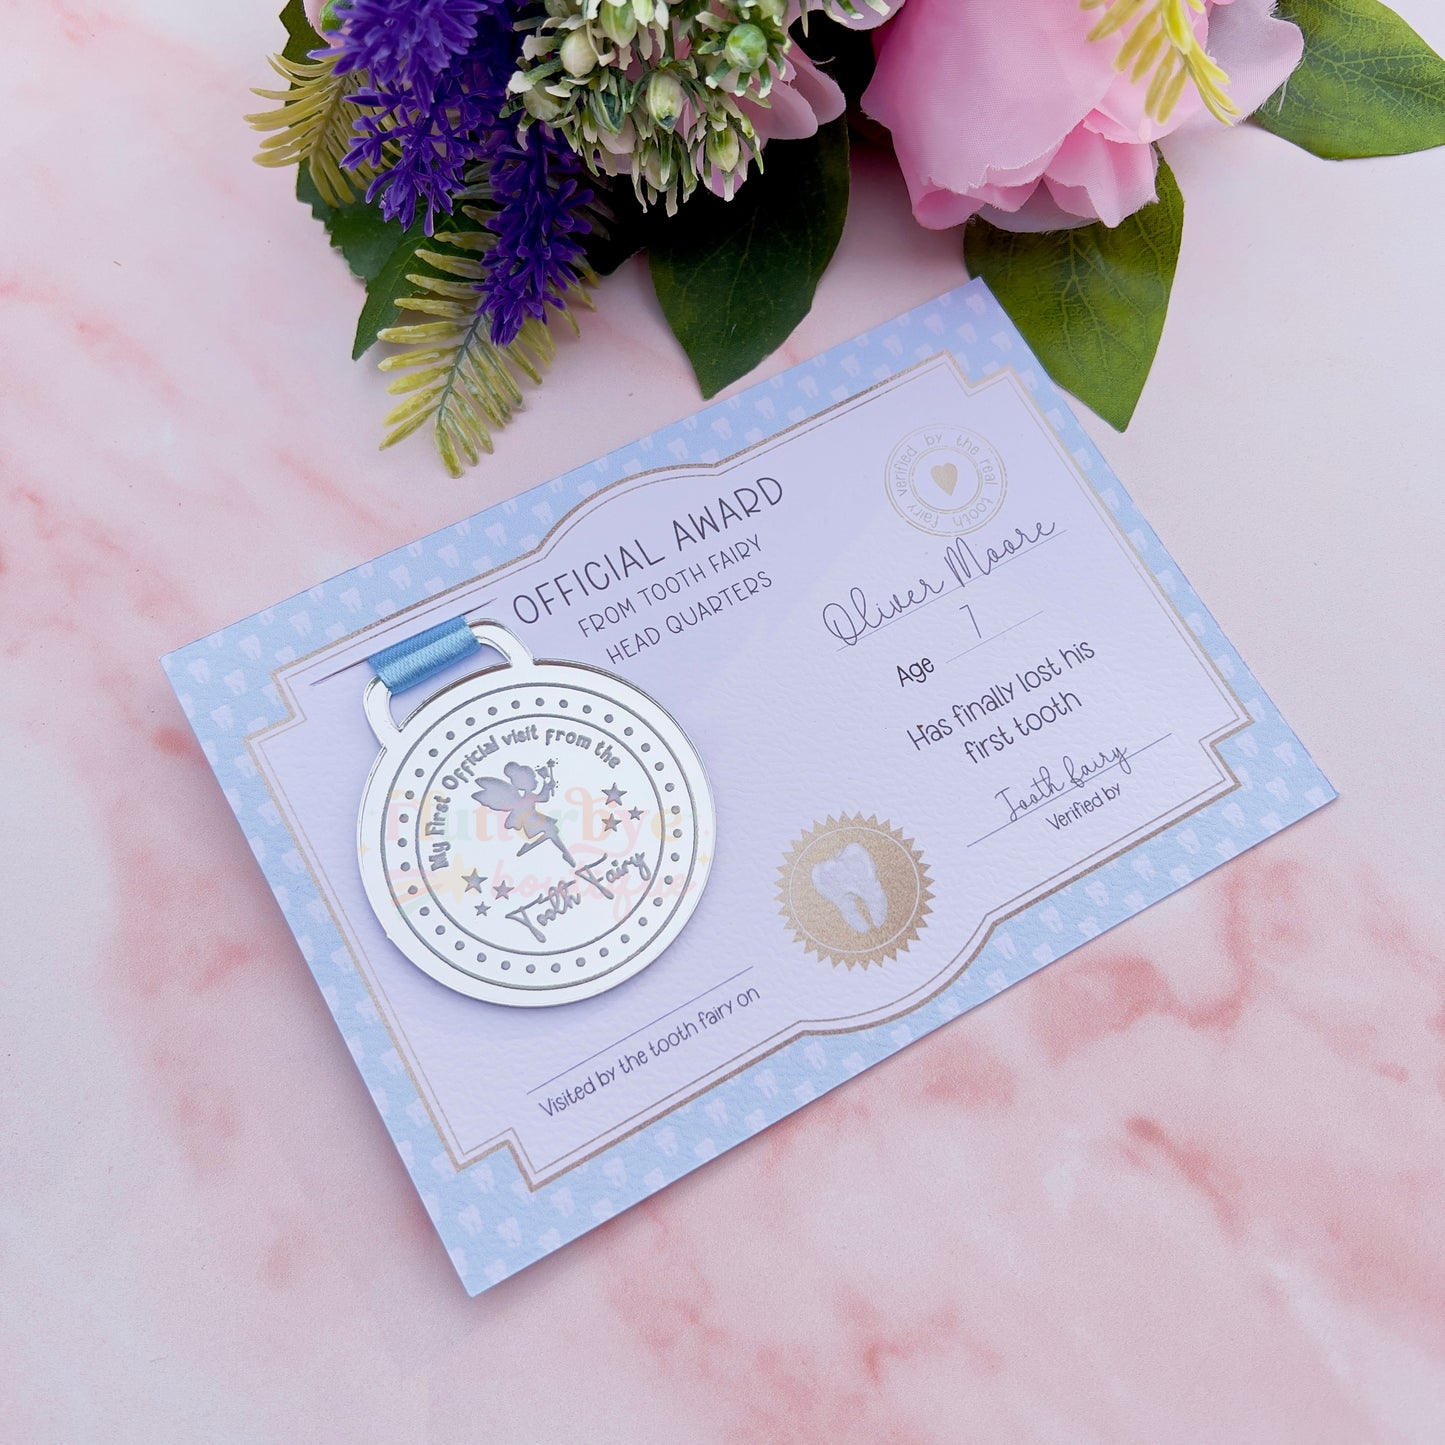 OFFICIAL AWARD
FROM TOOTH FAIRY
HEAD QUARTERS
My First Official visit from the
Tooth Fairy
Flutterbye
boutique
Visited by the tooth fairy on
verified by the real tooth fairy
Oliver Moore
7
Age
Has finally lost his
first tooth
Tooth fairy
Verified by